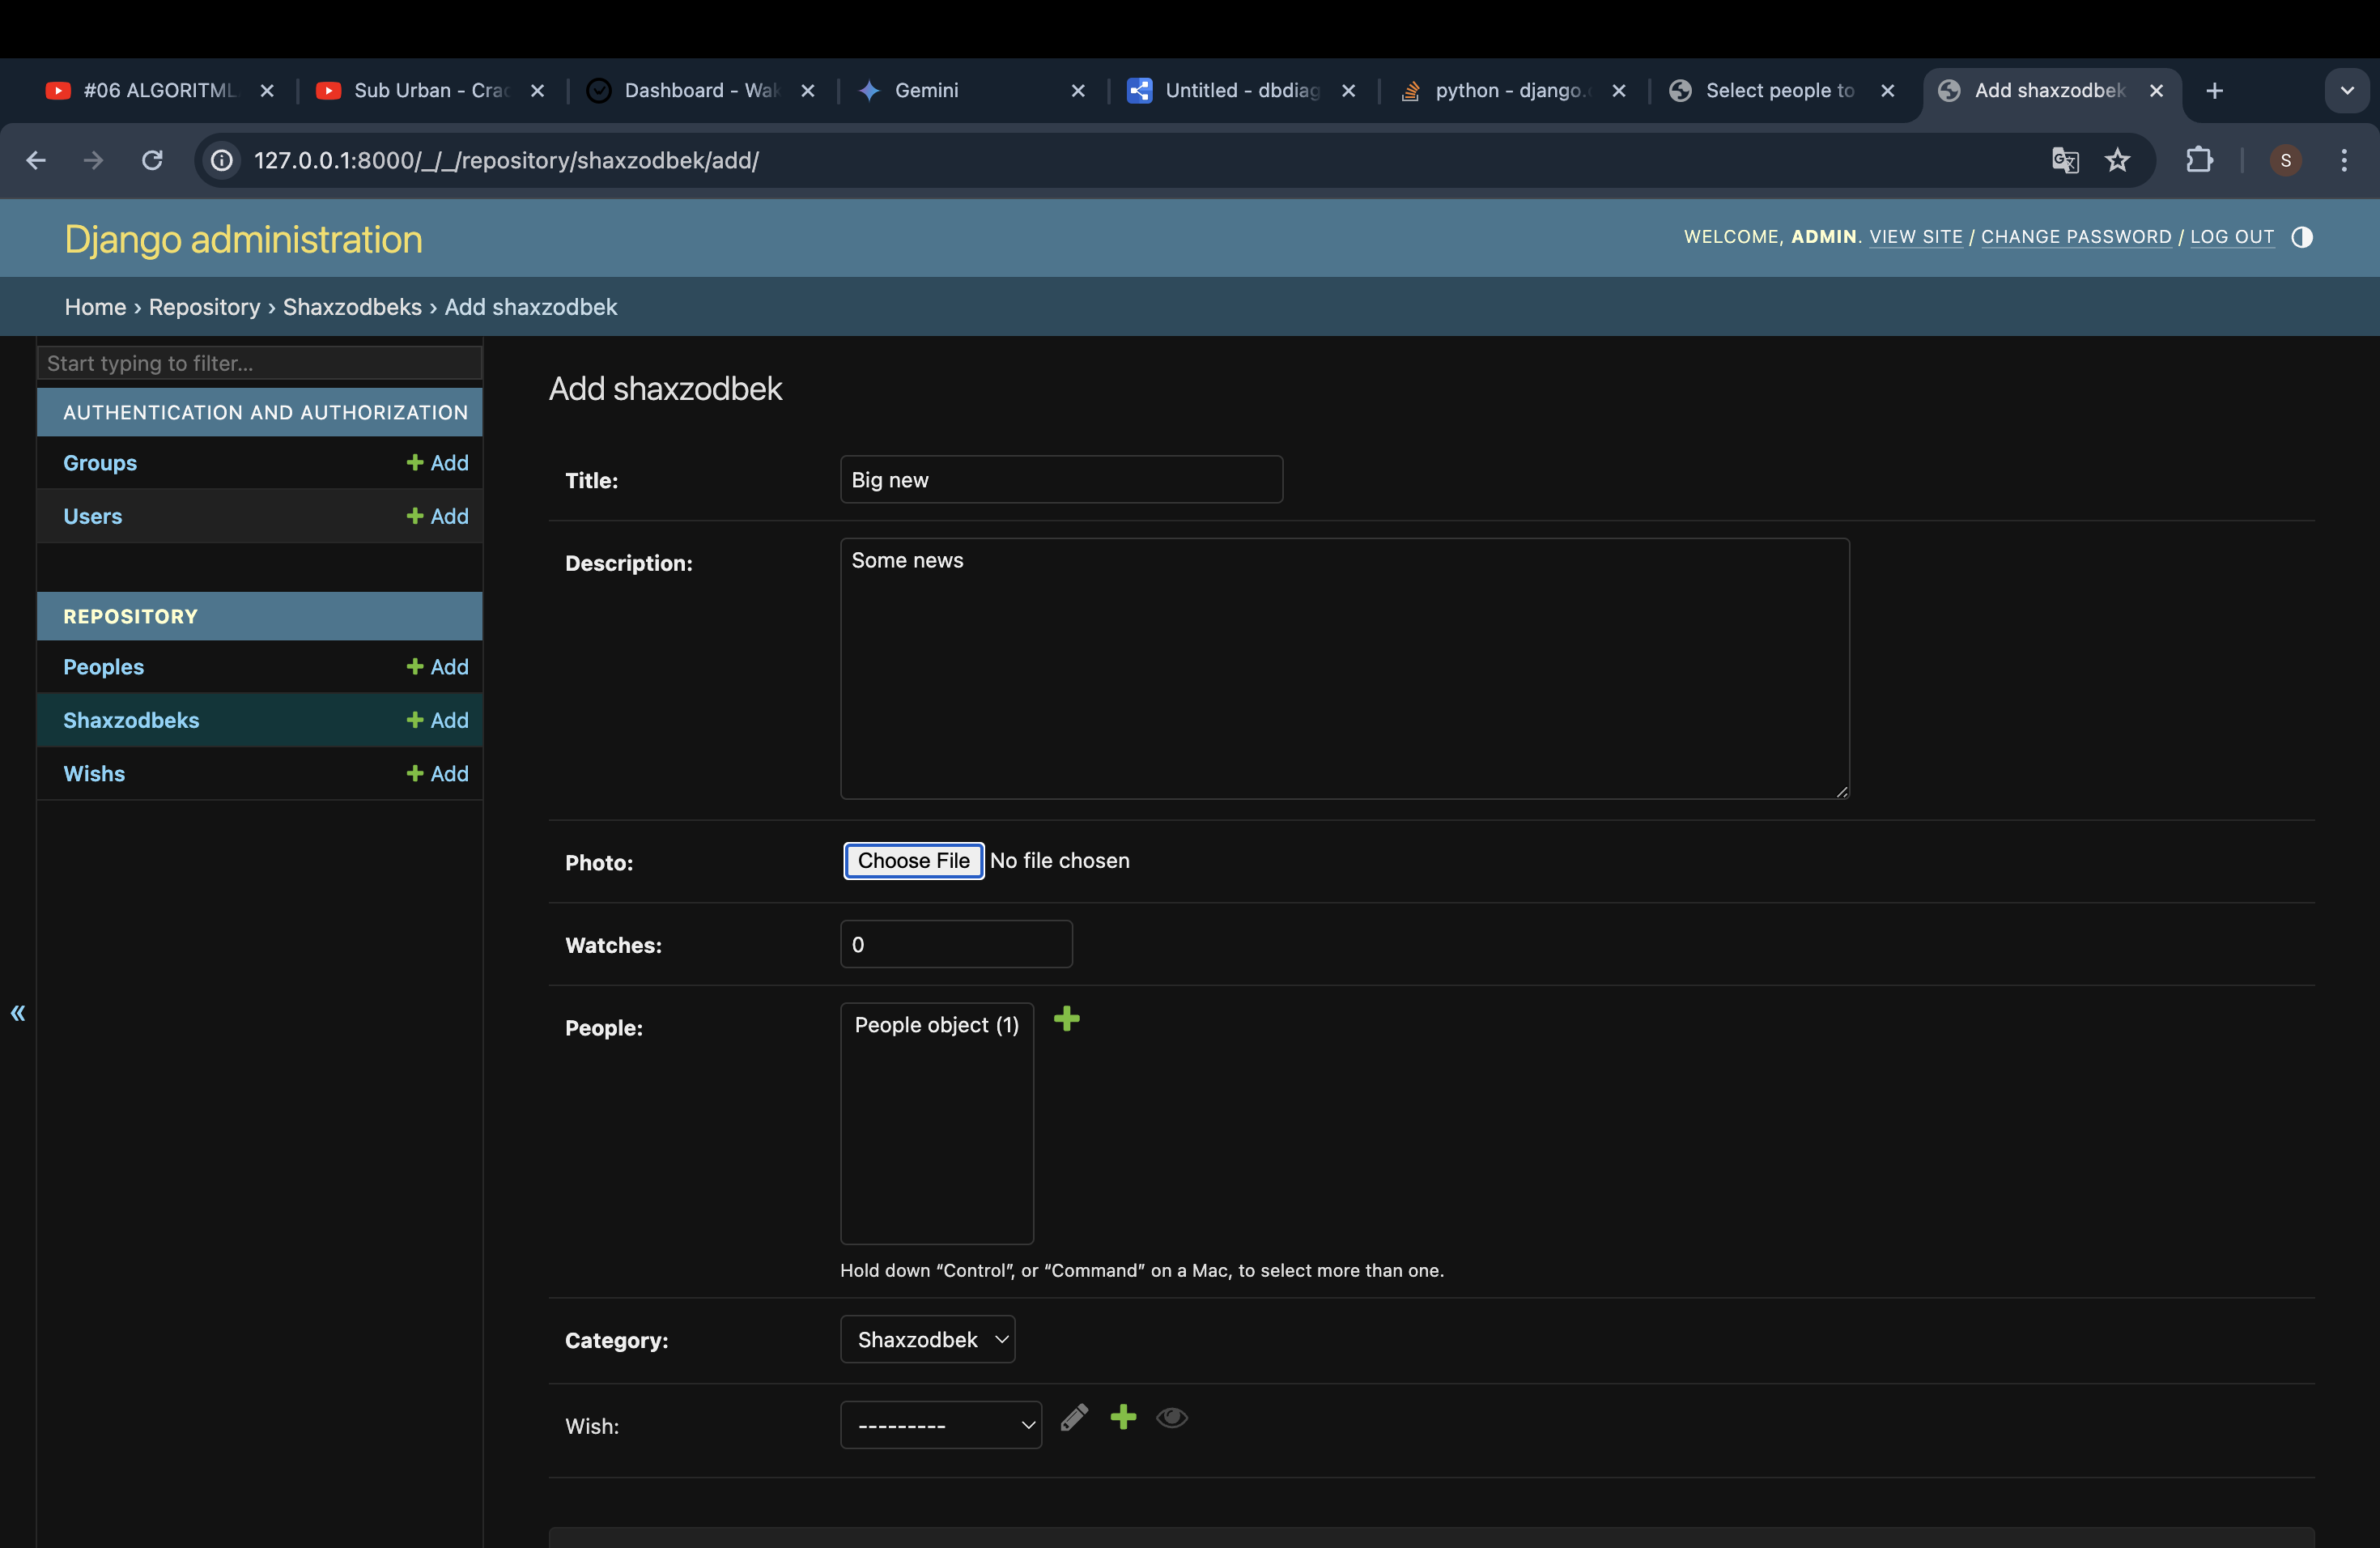 #06 ALGORITML
Sub Urban - Crac
Dashboard - Wak
Gemini
Untitled - dbdiag
python - django.c
Select people to
Add shaxzodbek
127.0.0.1:8000/_/_/repository/shaxzodbek/add/
S
Django administration
WELCOME, ADMIN. VIEW SITE / CHANGE PASSWORD / LOG OUT
Home › Repository › Shaxzodbeks › Add shaxzodbek
Start typing to filter...
AUTHENTICATION AND AUTHORIZATION
Groups + Add
Users + Add
REPOSITORY
Peoples + Add
Shaxzodbeks + Add
Wishs + Add
«
Add shaxzodbek
Title: Big new
Description: Some news
Photo: Choose File No file chosen
Watches: 0
People: People object (1)
Hold down “Control”, or “Command” on a Mac, to select more than one.
Category: Shaxzodbek
Wish: ---------